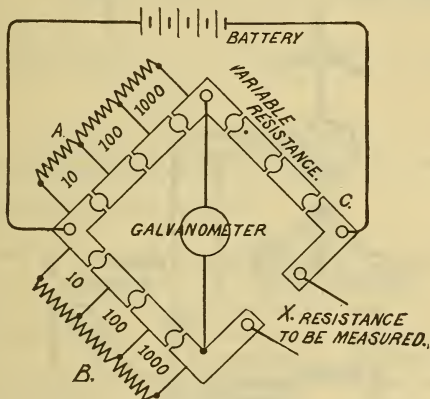 BATTERY
A.
10
100
1000
VARIABLE
RESISTANCE.
C.
GALVANOMETER
10
100
1000
B.
X. RESISTANCE
TO BE MEASURED.,